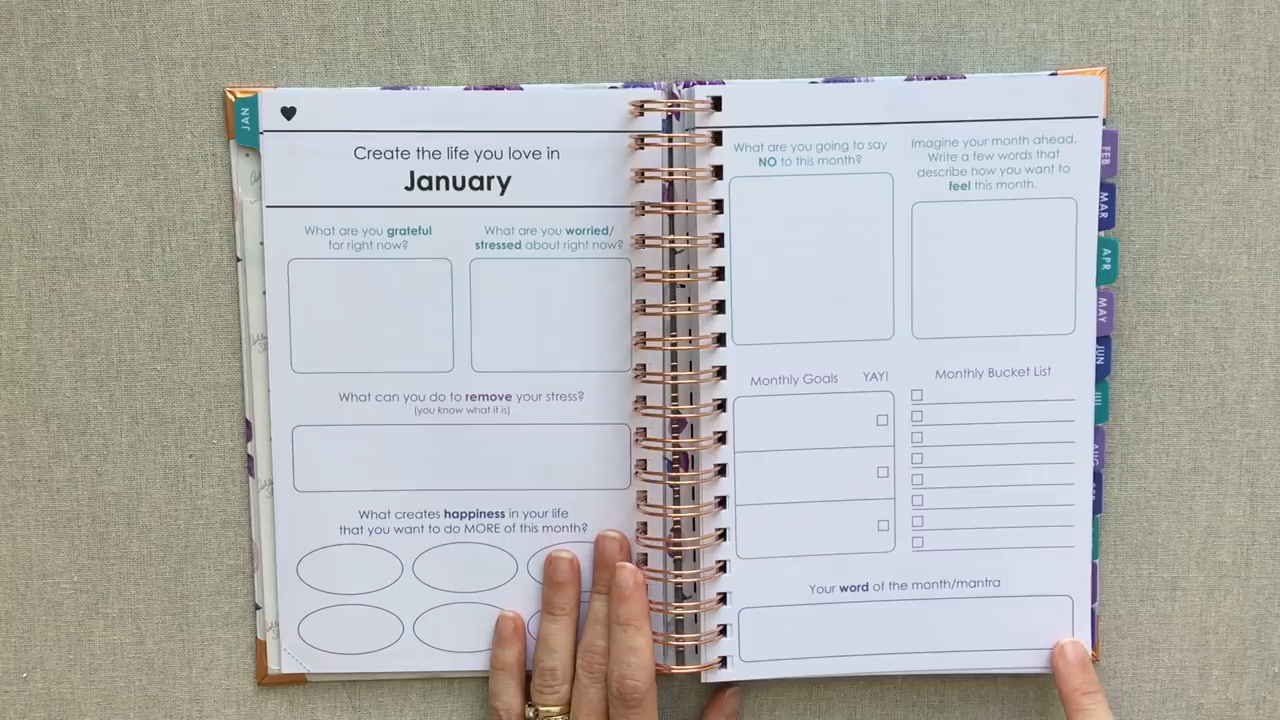 JAN
Create the life you love in
January
What are you grateful
for right now?
What are you worried/
stressed about right now?
What can you do to remove your stress?
(you know what it is)
What creates happiness in your life
that you want to do MORE of this month?
What are you going to say
NO to this month?
Imagine your month ahead.
Write a few words that
describe how you want to
feel this month.
Monthly Goals YAY!
Monthly Bucket List
Your word of the month/mantra
FEB
MAR
APR
MAY
JUN
JUL
AUG
SEP